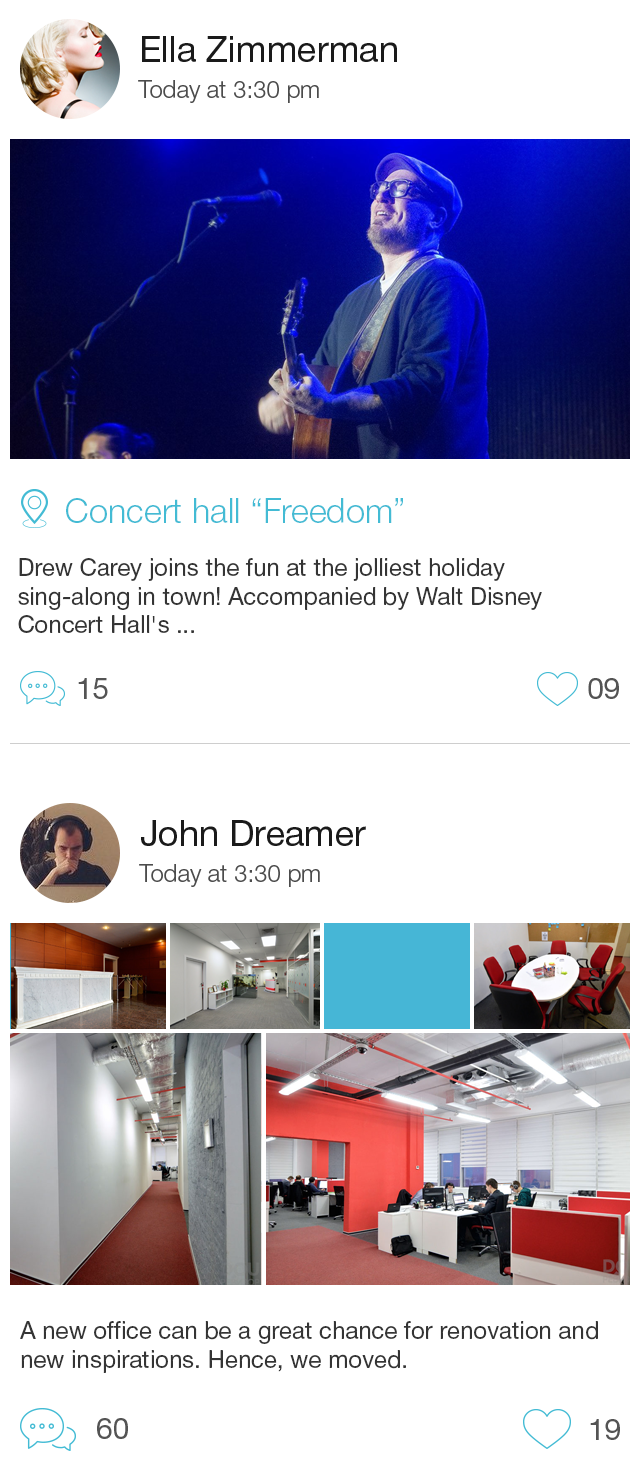 Ella Zimmerman
Today at 3:30 pm
Concert hall “Freedom”
Drew Carey joins the fun at the jolliest holiday
sing-along in town! Accompanied by Walt Disney
Concert Hall's ...
15
09
John Dreamer
Today at 3:30 pm
A new office can be a great chance for renovation and
new inspirations. Hence, we moved.
60
19